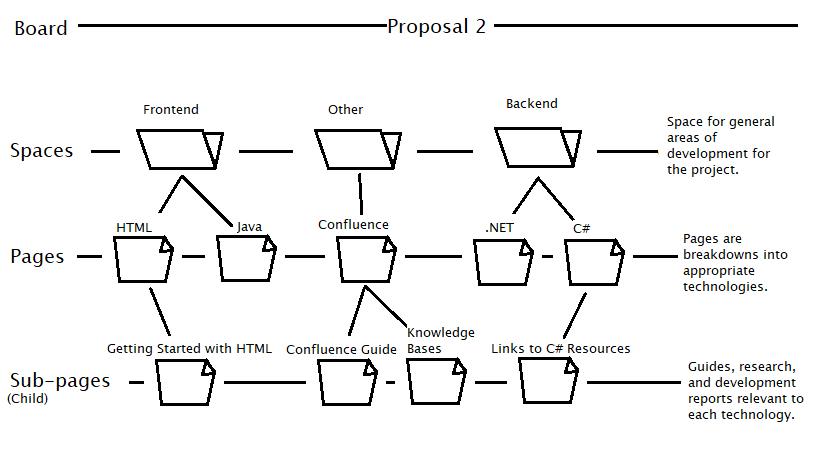 Board
Proposal 2
Frontend
Other
Backend
Spaces
Space for general
areas of
development for
the project.
HTML
Java
Confluence
.NET
C#
Pages
Pages are
breakdowns into
appropriate
technologies.
Getting Started with HTML
Confluence Guide
Knowledge
Bases
Links to C# Resources
Sub-pages
(Child)
Guides, research,
and development
reports relevant to
each technology.